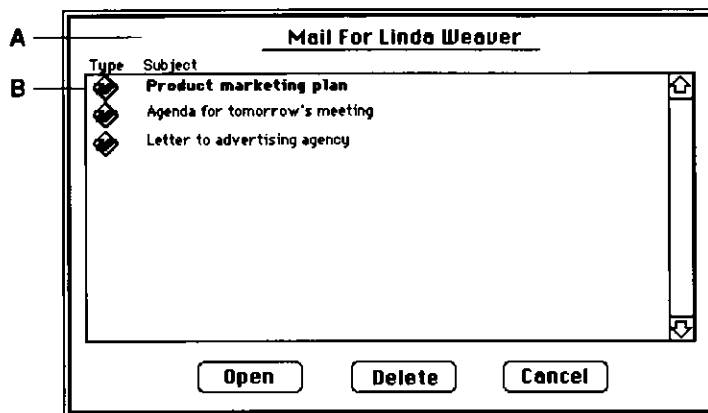 A
Mail For Linda Weaver
Type Subject
B
Product marketing plan
Agenda for tomorrow's meeting
Letter to advertising agency
Open Delete Cancel